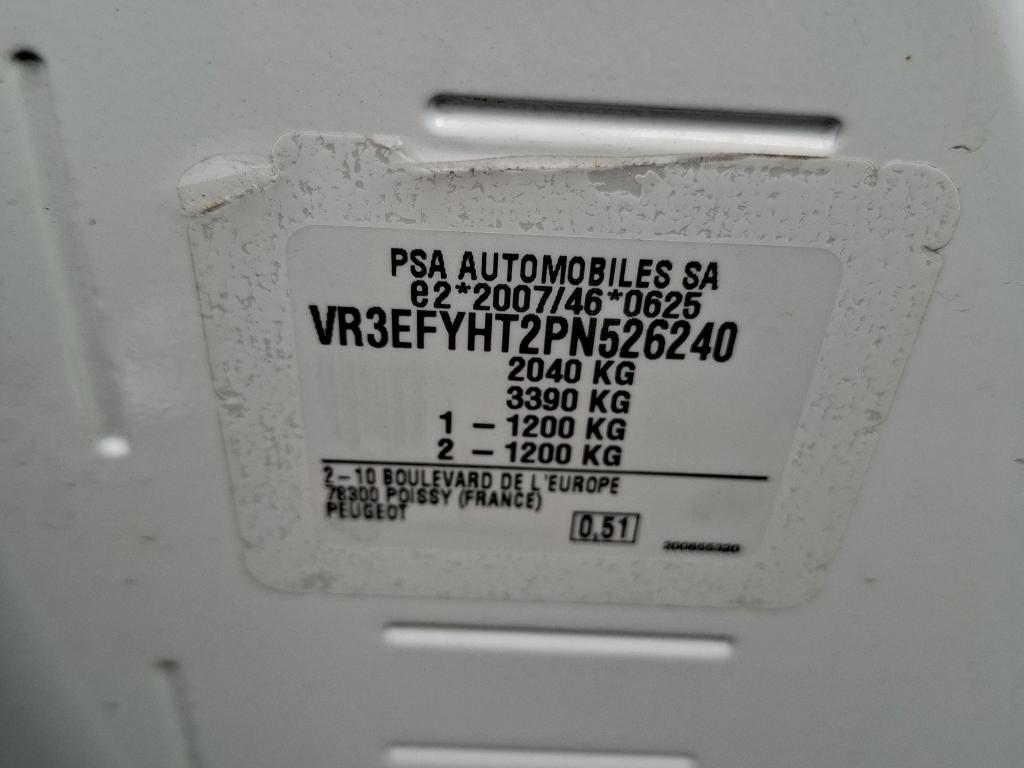 PSA AUTOMOBILES SA
e2*2007/46*0625
VR3EFYHT2PN526240
2040 KG
3390 KG
1 - 1200 KG
2 - 1200 KG
2-10 BOULEVARD DE L'EUROPE
78300 POISSY (FRANCE)
PEUGEOT
0,51